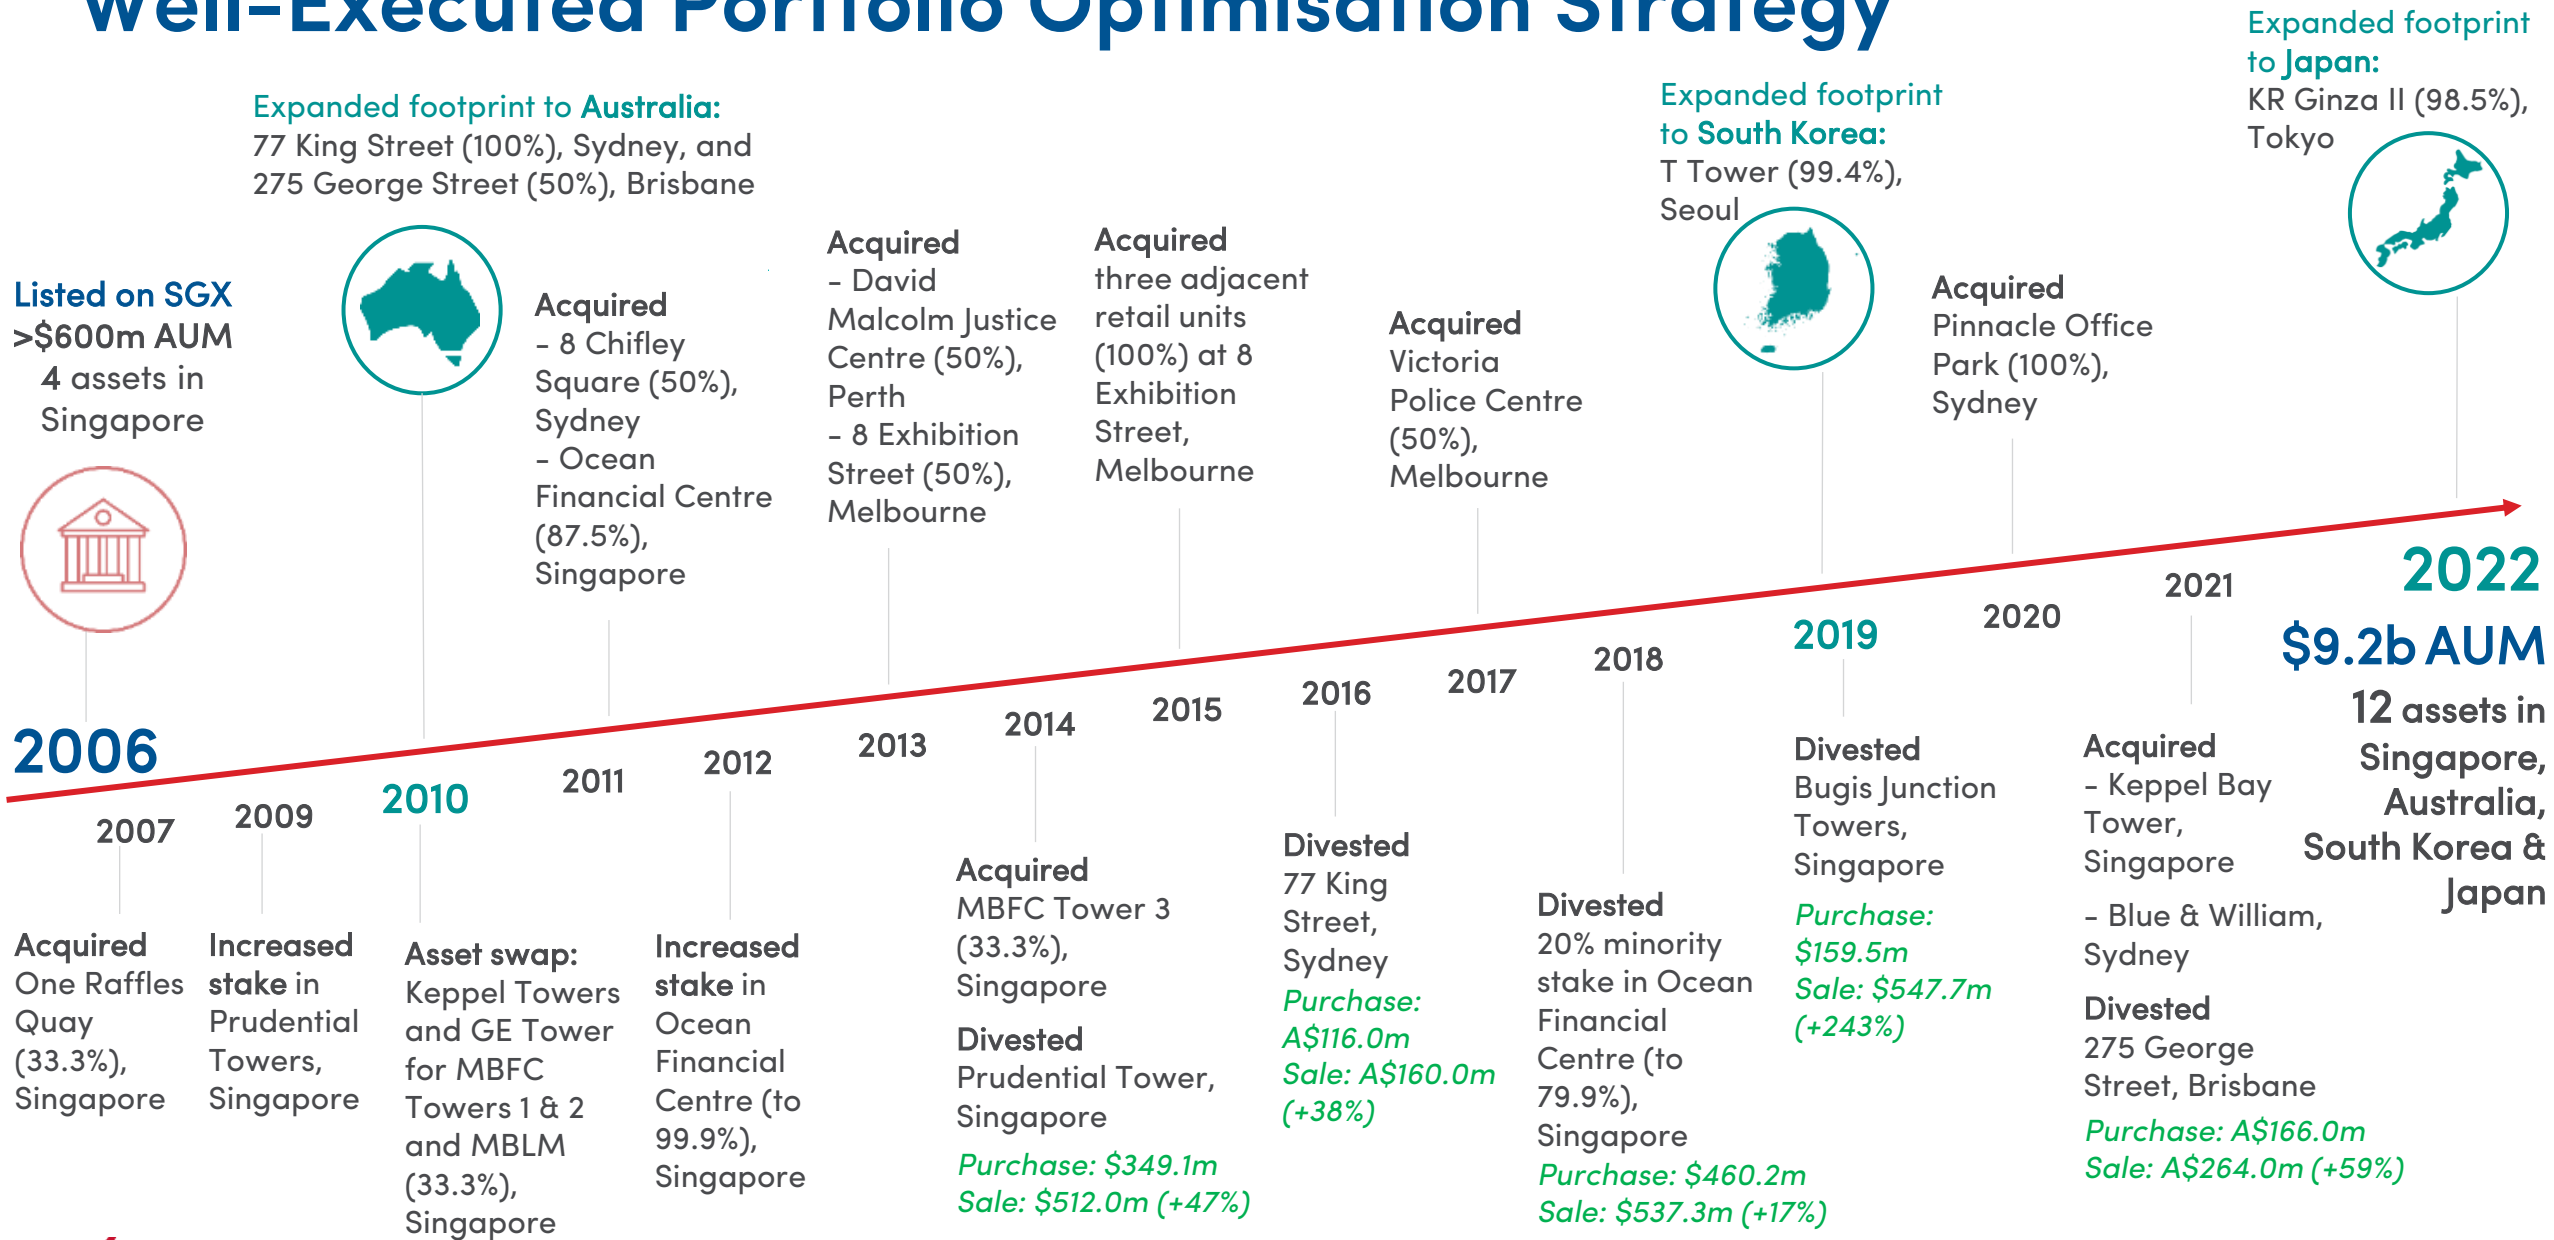 Well-Executed Portfolio Optimisation Strategy
Listed on SGX
>$600m AUM
4 assets in
Singapore
2006
2007
Acquired
One Raffles
Quay
(33.3%),
Singapore
2009
Increased
stake in
Prudential
Towers,
Singapore
Expanded footprint to Australia:
77 King Street (100%), Sydney, and
275 George Street (50%), Brisbane
2010
Asset swap:
Keppel Towers
and GE Tower
for MBFC
Towers 1 & 2
and MBLM
(33.3%),
Singapore
Acquired
- 8 Chifley
Square (50%),
Sydney
- Ocean
Financial Centre
(87.5%),
Singapore
2011
2012
Increased
stake in
Ocean
Financial
Centre (to
99.9%),
Singapore
Acquired
- David
Malcolm Justice
Centre (50%),
Perth
- 8 Exhibition
Street (50%),
Melbourne
2013
2014
Acquired
MBFC Tower 3
(33.3%),
Singapore
Divested
Prudential Tower,
Singapore
Purchase: $349.1m
Sale: $512.0m (+47%)
Acquired
three adjacent
retail units
(100%) at 8
Exhibition
Street,
Melbourne
2015
2016
Divested
77 King
Street,
Sydney
Purchase:
A$116.0m
Sale: A$160.0m
(+38%)
Acquired
Victoria
Police Centre
(50%),
Melbourne
2017
2018
Divested
20% minority
stake in Ocean
Financial
Centre (to
79.9%),
Singapore
Purchase: $460.2m
Sale: $537.3m (+17%)
Expanded footprint
to South Korea:
T Tower (99.4%),
Seoul
2019
Divested
Bugis Junction
Towers,
Singapore
Purchase:
$159.5m
Sale: $547.7m
(+243%)
Acquired
Pinnacle Office
Park (100%),
Sydney
2020
2021
Acquired
- Keppel Bay
Tower,
Singapore
- Blue & William,
Sydney
Divested
275 George
Street, Brisbane
Purchase: A$166.0m
Sale: A$264.0m (+59%)
Expanded footprint
to Japan:
KR Ginza II (98.5%),
Tokyo
2022
$9.2b AUM
12 assets in
Singapore,
Australia,
South Korea &
Japan